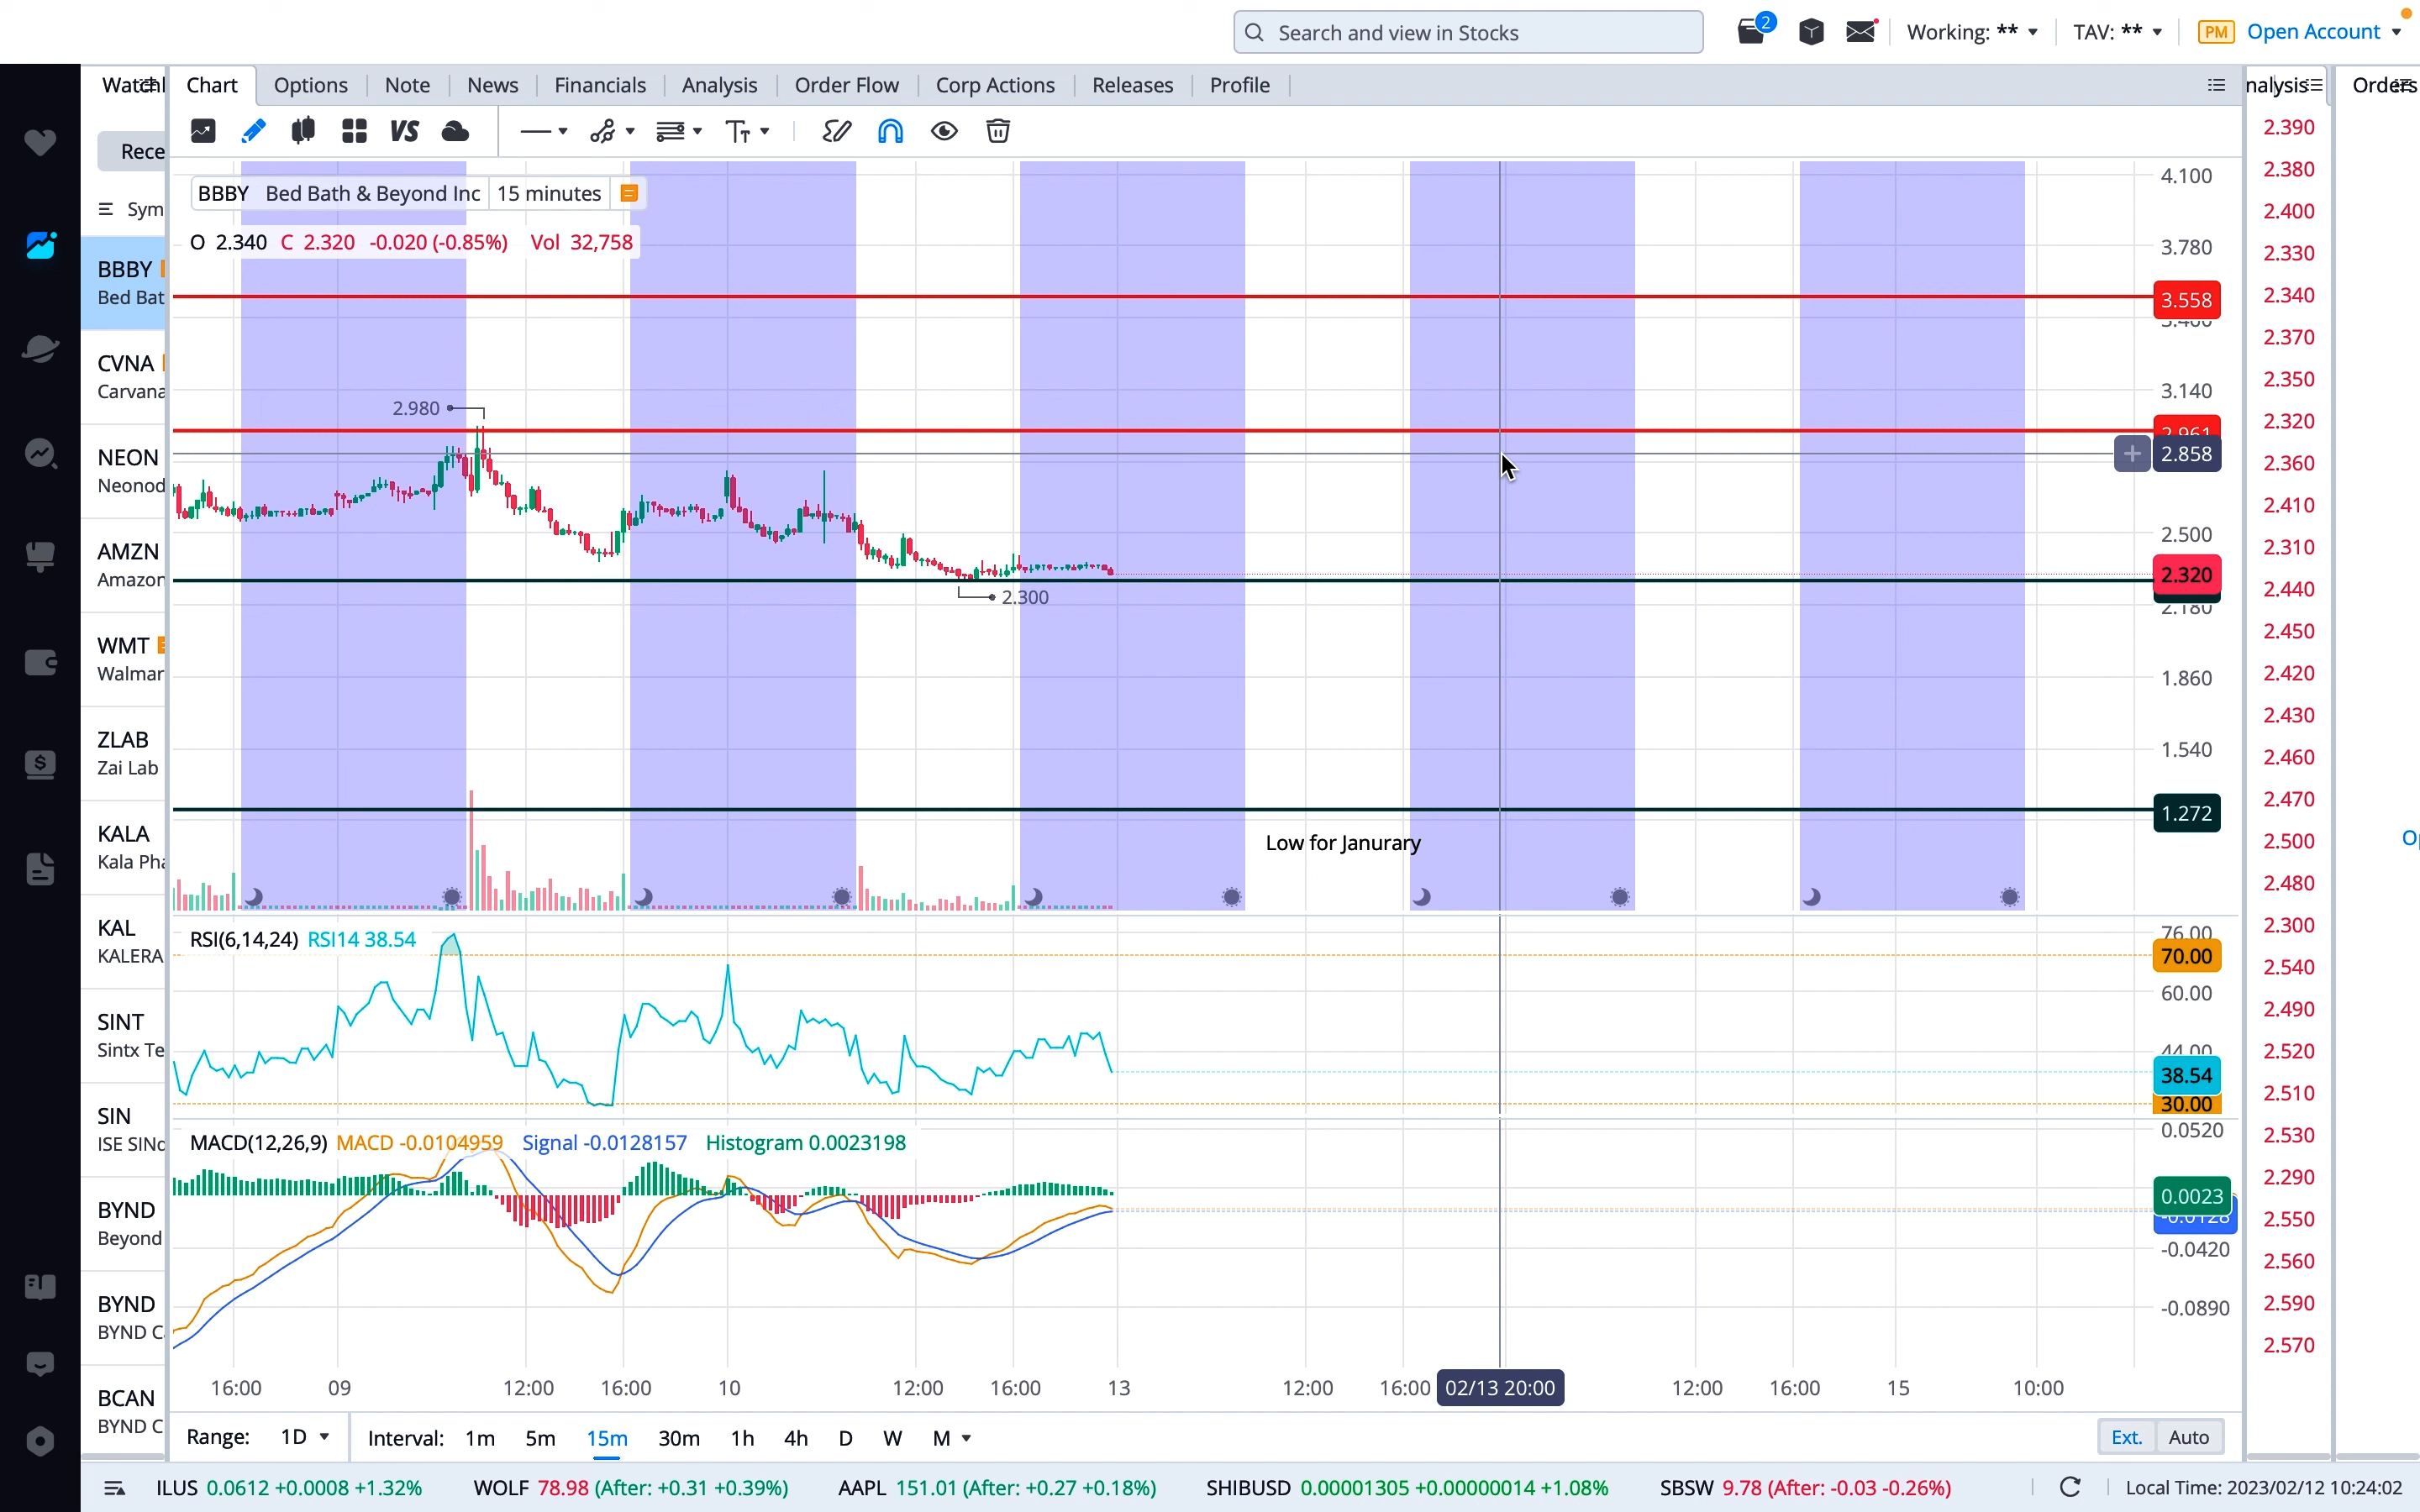 Search and view in Stocks
2
Working: **
TAV: **
PM
Open Account
Chart
Options
Note
News
Financials
Analysis
Order Flow
Corp Actions
Releases
Profile
VS
BBBY Bed Bath & Beyond Inc 15 minutes
O 2.340 C 2.320 -0.020 (-0.85%) Vol 32,758
BBBY
Bed Bat
CVNA
Carvana
NEON
Neonod
AMZN
Amazon
WMT
Walmar
ZLAB
Zai Lab
KALA
Kala Pha
KAL
KALERA
SINT
Sintx Te
SIN
ISE SINd
BYND
Beyond
BYND
BYND C
BCAN
BYND C
2.980
2.300
Low for Janurary
4.100
3.780
3.558
3.140
2.961
2.858
2.500
2.320
2.180
1.860
1.540
1.272
RSI(6,14,24) RSI14 38.54
76.00
70.00
60.00
44.00
38.54
30.00
MACD(12,26,9) MACD -0.0104959 Signal -0.0128157 Histogram 0.0023198
0.0520
0.0023
-0.0128
-0.0420
-0.0890
16:00 09 12:00 16:00 10 12:00 16:00 13 12:00 16:00 02/13 20:00 12:00 16:00 15 10:00
Range: 1D Interval: 1m 5m 15m 30m 1h 4h D W M
Ext. Auto
2.390
2.380
2.400
2.330
2.340
2.370
2.350
2.320
2.360
2.410
2.310
2.440
2.450
2.420
2.430
2.460
2.470
2.500
2.480
2.300
2.540
2.490
2.520
2.510
2.530
2.290
2.550
2.560
2.590
2.570
ILUS 0.0612 +0.0008 +1.32% WOLF 78.98 (After: +0.31 +0.39%) AAPL 151.01 (After: +0.27 +0.18%) SHIBUSD 0.00001305 +0.00000014 +1.08% SBSW 9.78 (After: -0.03 -0.26%) Local Time: 2023/02/12 10:24:02